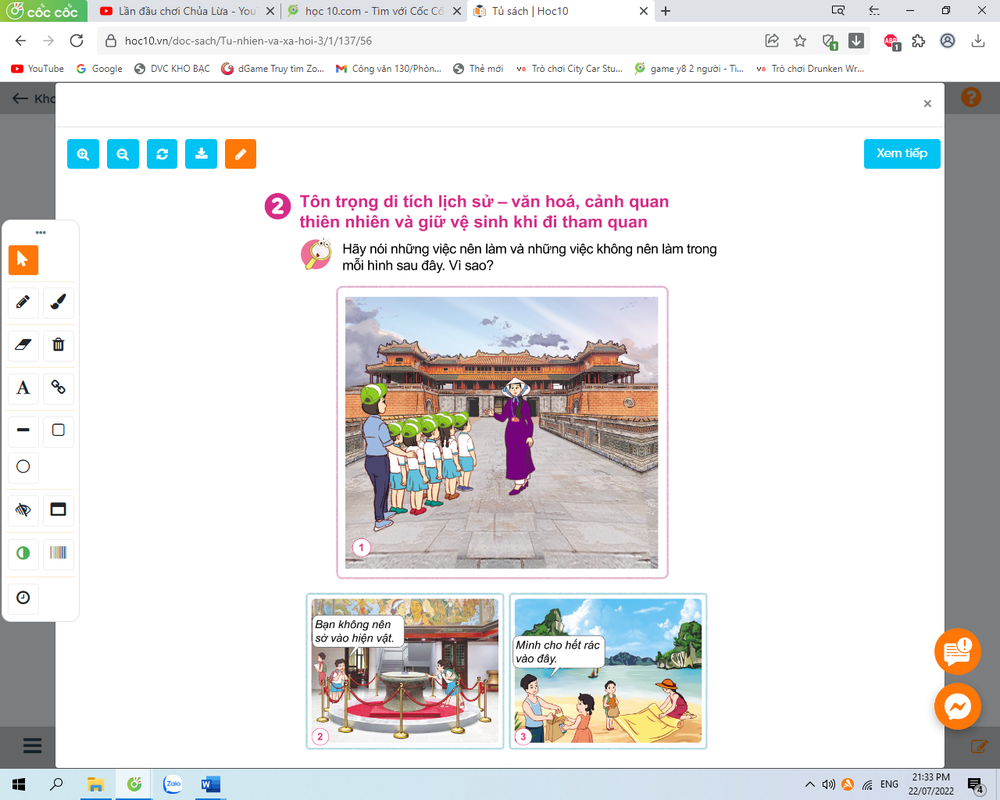 cốc cốc
Lần đầu chơi Chúa Lừa - You
học 10.com - Tìm với Cốc Cố
Tủ sách | Hoc10
hoc10.vn/doc-sach/Tu-nhien-va-xa-hoi-3/1/137/56
1
ABP
1
YouTube
Google
DVC KHO BẠC
dGame Truy tìm Zo...
Công văn 130/Phòn...
Thẻ mới
Trò chơi City Car Stu...
game y8 2 người - Tì...
Trò chơi Drunken Wr...
Kho
?
×
Xem tiếp
2 Tôn trọng di tích lịch sử – văn hoá, cảnh quan
thiên nhiên và giữ vệ sinh khi đi tham quan
Hãy nói những việc nên làm và những việc không nên làm trong
mỗi hình sau đây. Vì sao?
A
1
Bạn không nên
sờ vào hiện vật.
2
Mình cho hết rác
vào đây.
3
Zalo
W
ENG
21:33 PM
22/07/2022
4